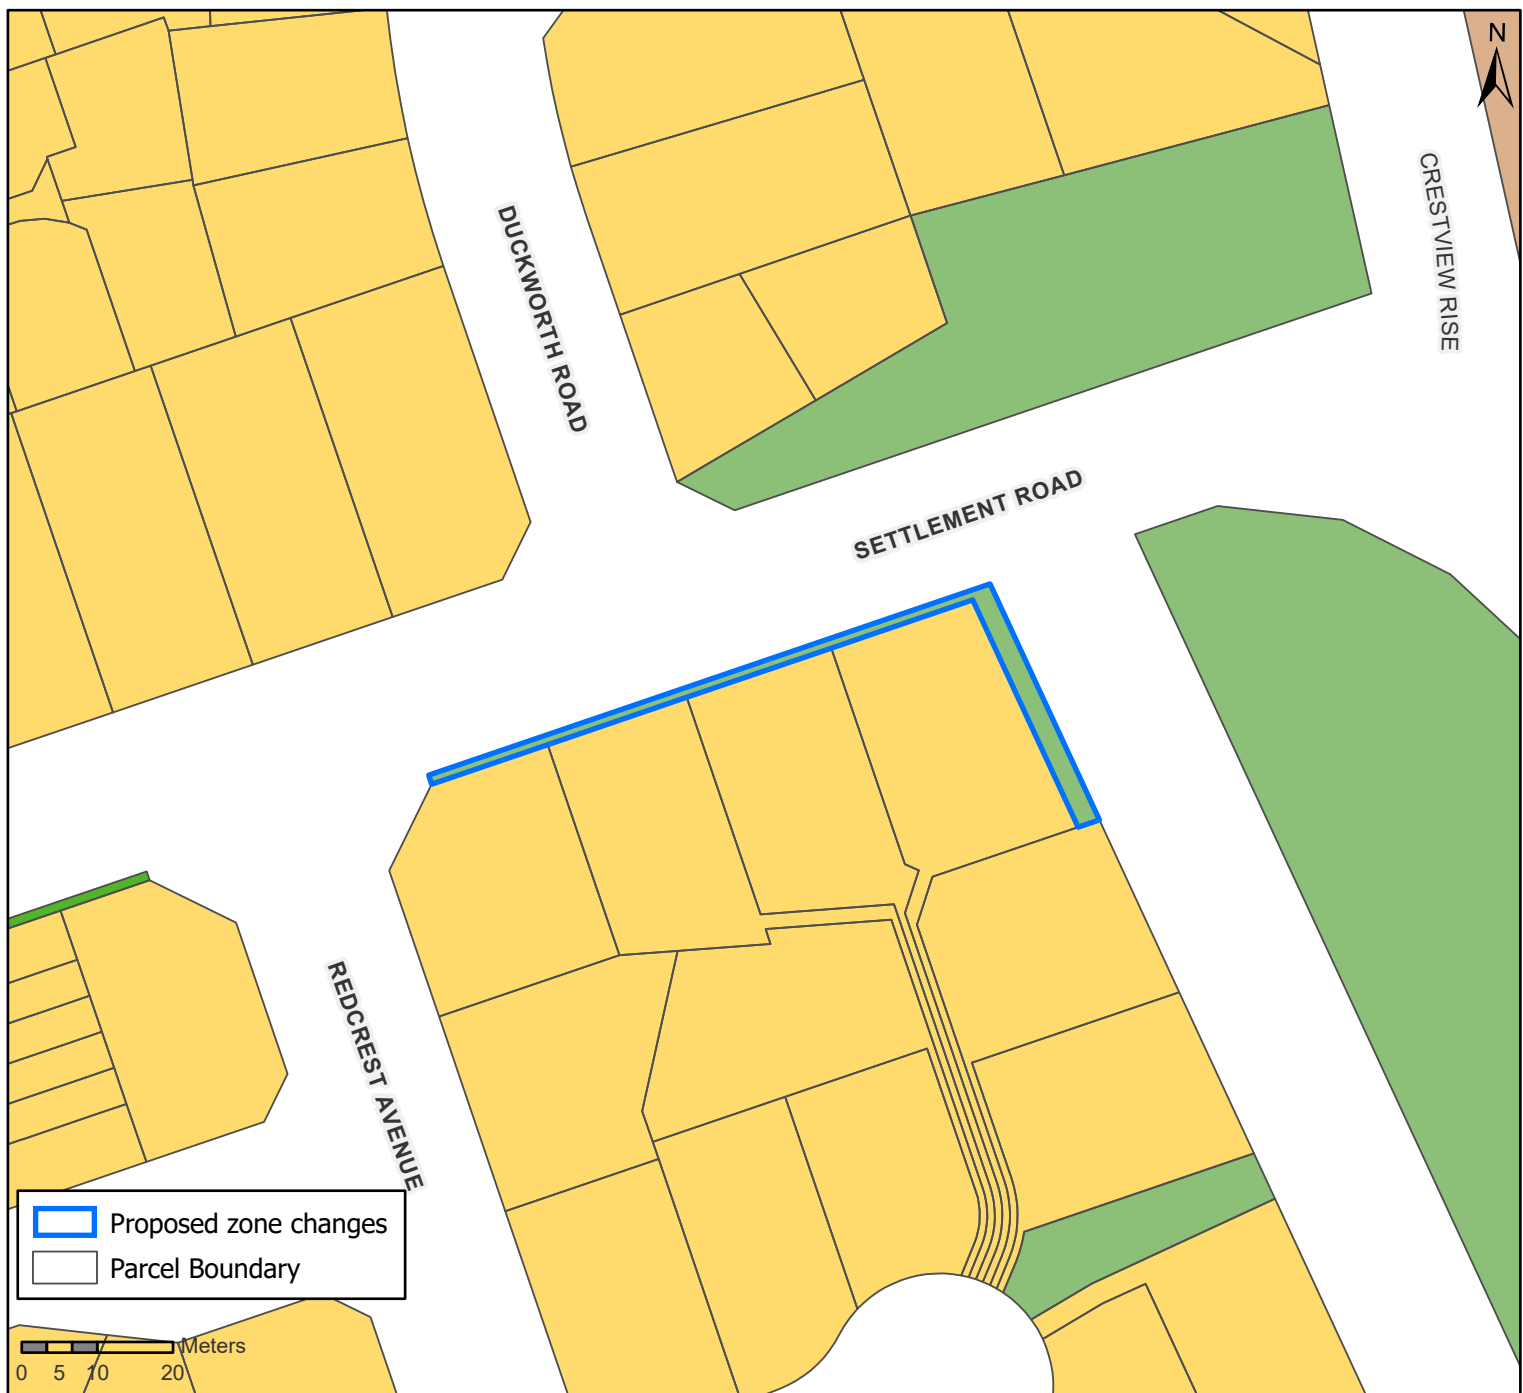 N
CRESTVIEW RISE
DUCKWORTH ROAD
SETTLEMENT ROAD
REDCREST AVENUE
Proposed zone changes
Parcel Boundary
Meters
0 5 10 20